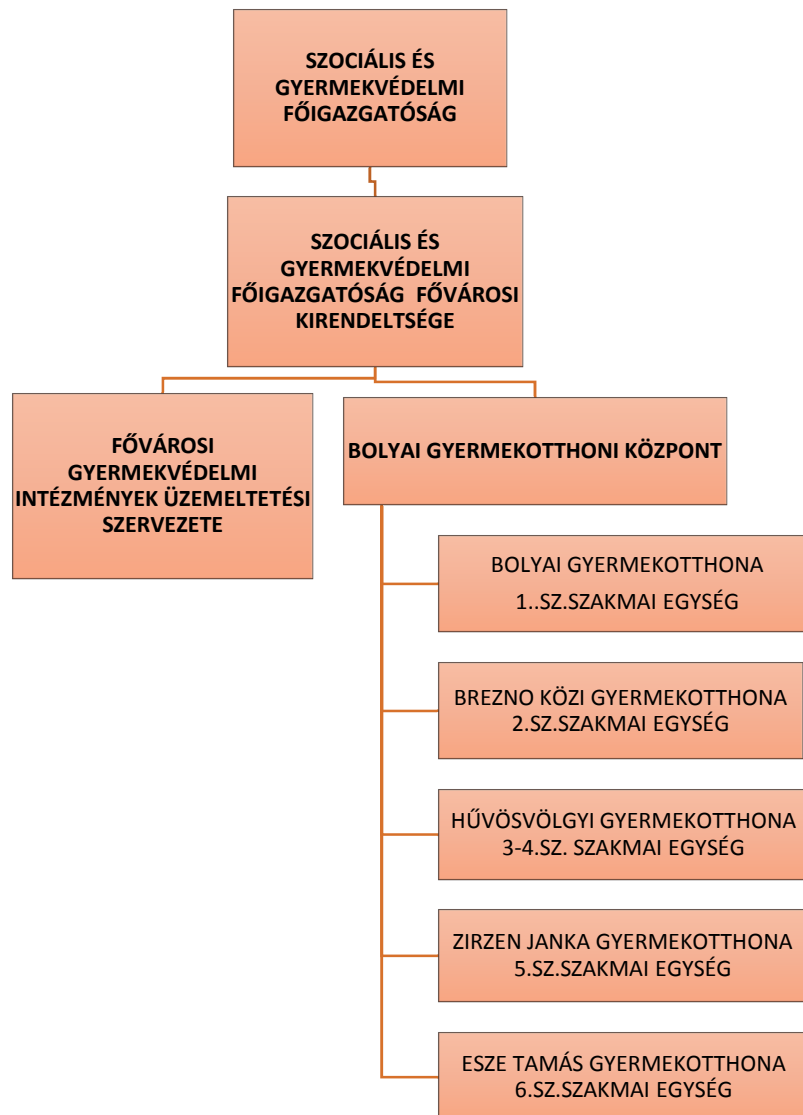 SZOCIÁLIS ÉS
GYERMEKVÉDELMI
FŐIGAZGATÓSÁG
SZOCIÁLIS ÉS
GYERMEKVÉDELMI
FŐIGAZGATÓSÁG FŐVÁROSI
KIRENDELTSÉGE
FŐVÁROSI
GYERMEKVÉDELMI
INTÉZMÉNYEK ÜZEMELTETÉSI
SZERVEZETE
BOLYAI GYERMEKOTTHONI KÖZPONT
BOLYAI GYERMEKOTTHONA
1..SZ.SZAKMAI EGYSÉG
BREZNO KÖZI GYERMEKOTTHONA
2.SZ.SZAKMAI EGYSÉG
HŰVÖSVÖLGYI GYERMEKOTTHONA
3-4.SZ. SZAKMAI EGYSÉG
ZIRZEN JANKA GYERMEKOTTHONA
5.SZ.SZAKMAI EGYSÉG
ESZE TAMÁS GYERMEKOTTHONA
6.SZ.SZAKMAI EGYSÉG